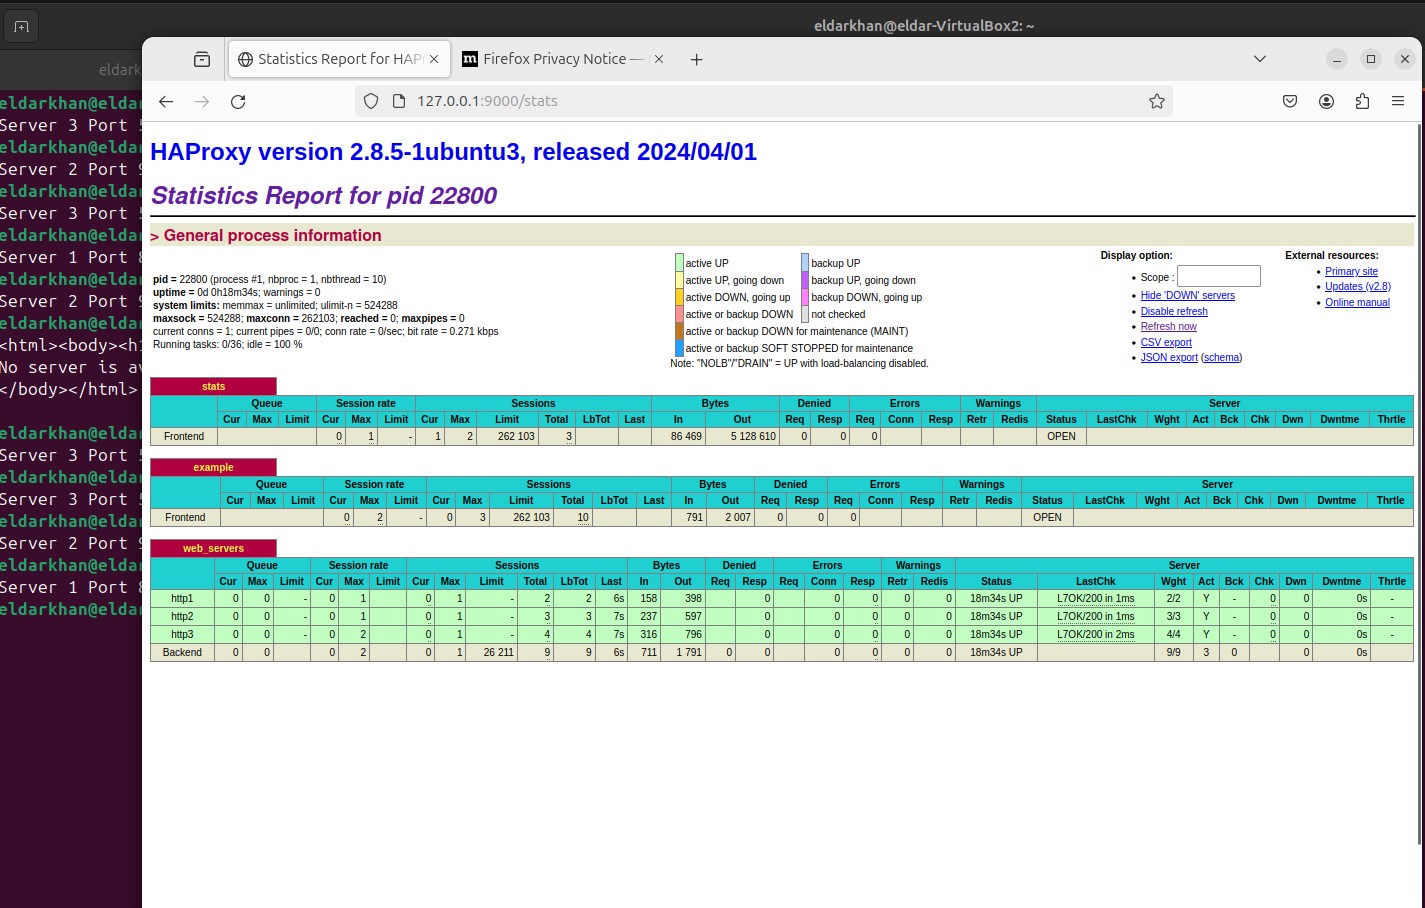 eldarkhan@eldar-VirtualBox2: ~
eldark
Statistics Report for HAP
Firefox Privacy Notice —
127.0.0.1:9000/stats
eldarkhan@elda
Server 3 Port
eldarkhan@elda
Server 2 Port 9
eldarkhan@elda
Server 3 Port
eldarkhan@elda
Server 1 Port 8
eldarkhan@elda
Server 2 Port 9
eldarkhan@elda
<html><body><h1
No server is av
</body></html>
eldarkhan@elda
Server 3 Port
eldarkhan@elda
Server 3 Port
eldarkhan@elda
Server 2 Port 9
eldarkhan@elda
Server 1 Port 8
eldarkhan@elda
HAProxy version 2.8.5-1ubuntu3, released 2024/04/01
Statistics Report for pid 22800
> General process information
pid = 22800 (process #1, nbproc = 1, nbthread = 10)
uptime = 0d 0h18m34s; warnings = 0
system limits: memmax = unlimited; ulimit-n = 524288
maxsock = 524288; maxconn = 262103; reached = 0; maxpipes = 0
current conns = 1; current pipes = 0/0; conn rate = 0/sec; bit rate = 0.271 kbps
Running tasks: 0/36; idle = 100 %
active UP backup UP
active UP, going down backup UP, going down
active DOWN, going up backup DOWN, going up
active or backup DOWN not checked
active or backup DOWN for maintenance (MAINT)
active or backup SOFT STOPPED for maintenance
Note: "NOLB"/"DRAIN" = UP with load-balancing disabled.
Display option:
• Scope :
• Hide 'DOWN' servers
• Disable refresh
• Refresh now
• CSV export
• JSON export (schema)
External resources:
• Primary site
• Updates (v2.8)
• Online manual
stats
Queue Session rate Sessions Bytes Denied Errors Warnings Server
Cur Max Limit Cur Max Limit Cur Max Limit Total LbTot Last In Out Req Resp Req Conn Resp Retr Redis Status LastChk Wght Act Bck Chk Dwn Dwntme Thrtle
Frontend 0 1 - 1 2 262 103 3 86 469 5 128 610 0 0 0 OPEN
example
Queue Session rate Sessions Bytes Denied Errors Warnings Server
Cur Max Limit Cur Max Limit Cur Max Limit Total LbTot Last In Out Req Resp Req Conn Resp Retr Redis Status LastChk Wght Act Bck Chk Dwn Dwntme Thrtle
Frontend 0 2 - 0 3 262 103 10 791 2 007 0 0 0 OPEN
web_servers
Queue Session rate Sessions Bytes Denied Errors Warnings Server
Cur Max Limit Cur Max Limit Cur Max Limit Total LbTot Last In Out Req Resp Req Conn Resp Retr Redis Status LastChk Wght Act Bck Chk Dwn Dwntme Thrtle
http1 0 0 - 0 1 0 1 - 2 2 6s 158 398 0 0 0 0 0 18m34s UP L7OK/200 in 1ms 2/2 Y - 0 0 0s -
http2 0 0 - 0 1 0 1 - 3 3 7s 237 597 0 0 0 0 0 18m34s UP L7OK/200 in 1ms 3/3 Y - 0 0 0s -
http3 0 0 - 0 2 0 1 - 4 4 7s 316 796 0 0 0 0 0 18m34s UP L7OK/200 in 2ms 4/4 Y - 0 0 0s -
Backend 0 0 0 2 0 1 26 211 9 9 6s 711 1 791 0 0 0 0 0 0 18m34s UP 9/9 3 0 0 0s